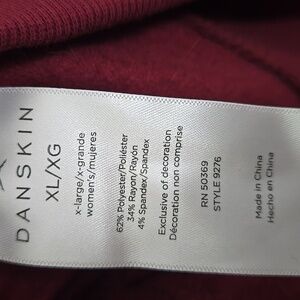 DANSKIN
XL/XG
x-large/x-grande
women's/mujeres
62% Polyester/Poliéster
34% Rayon/Rayón
4% Spandex/Spandex
Exclusive of decoration
Décoration non comprise
RN 50369
STYLE 9276
Made in China
Hecho en China